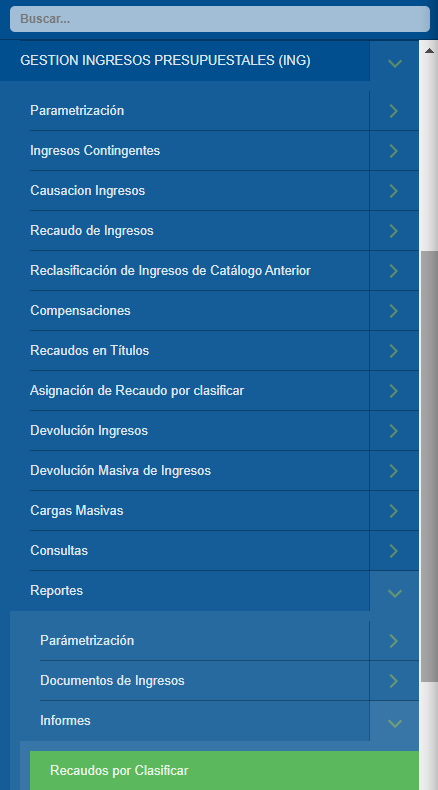 Buscar...
GESTION INGRESOS PRESUPUESTALES (ING)
Parametrización
Ingresos Contingentes
Causacion Ingresos
Recaudo de Ingresos
Reclasificación de Ingresos de Catálogo Anterior
Compensaciones
Recaudos en Títulos
Asignación de Recaudo por clasificar
Devolución Ingresos
Devolución Masiva de Ingresos
Cargas Masivas
Consultas
Reportes
Parámetrización
Documentos de Ingresos
Informes
Recaudos por Clasificar